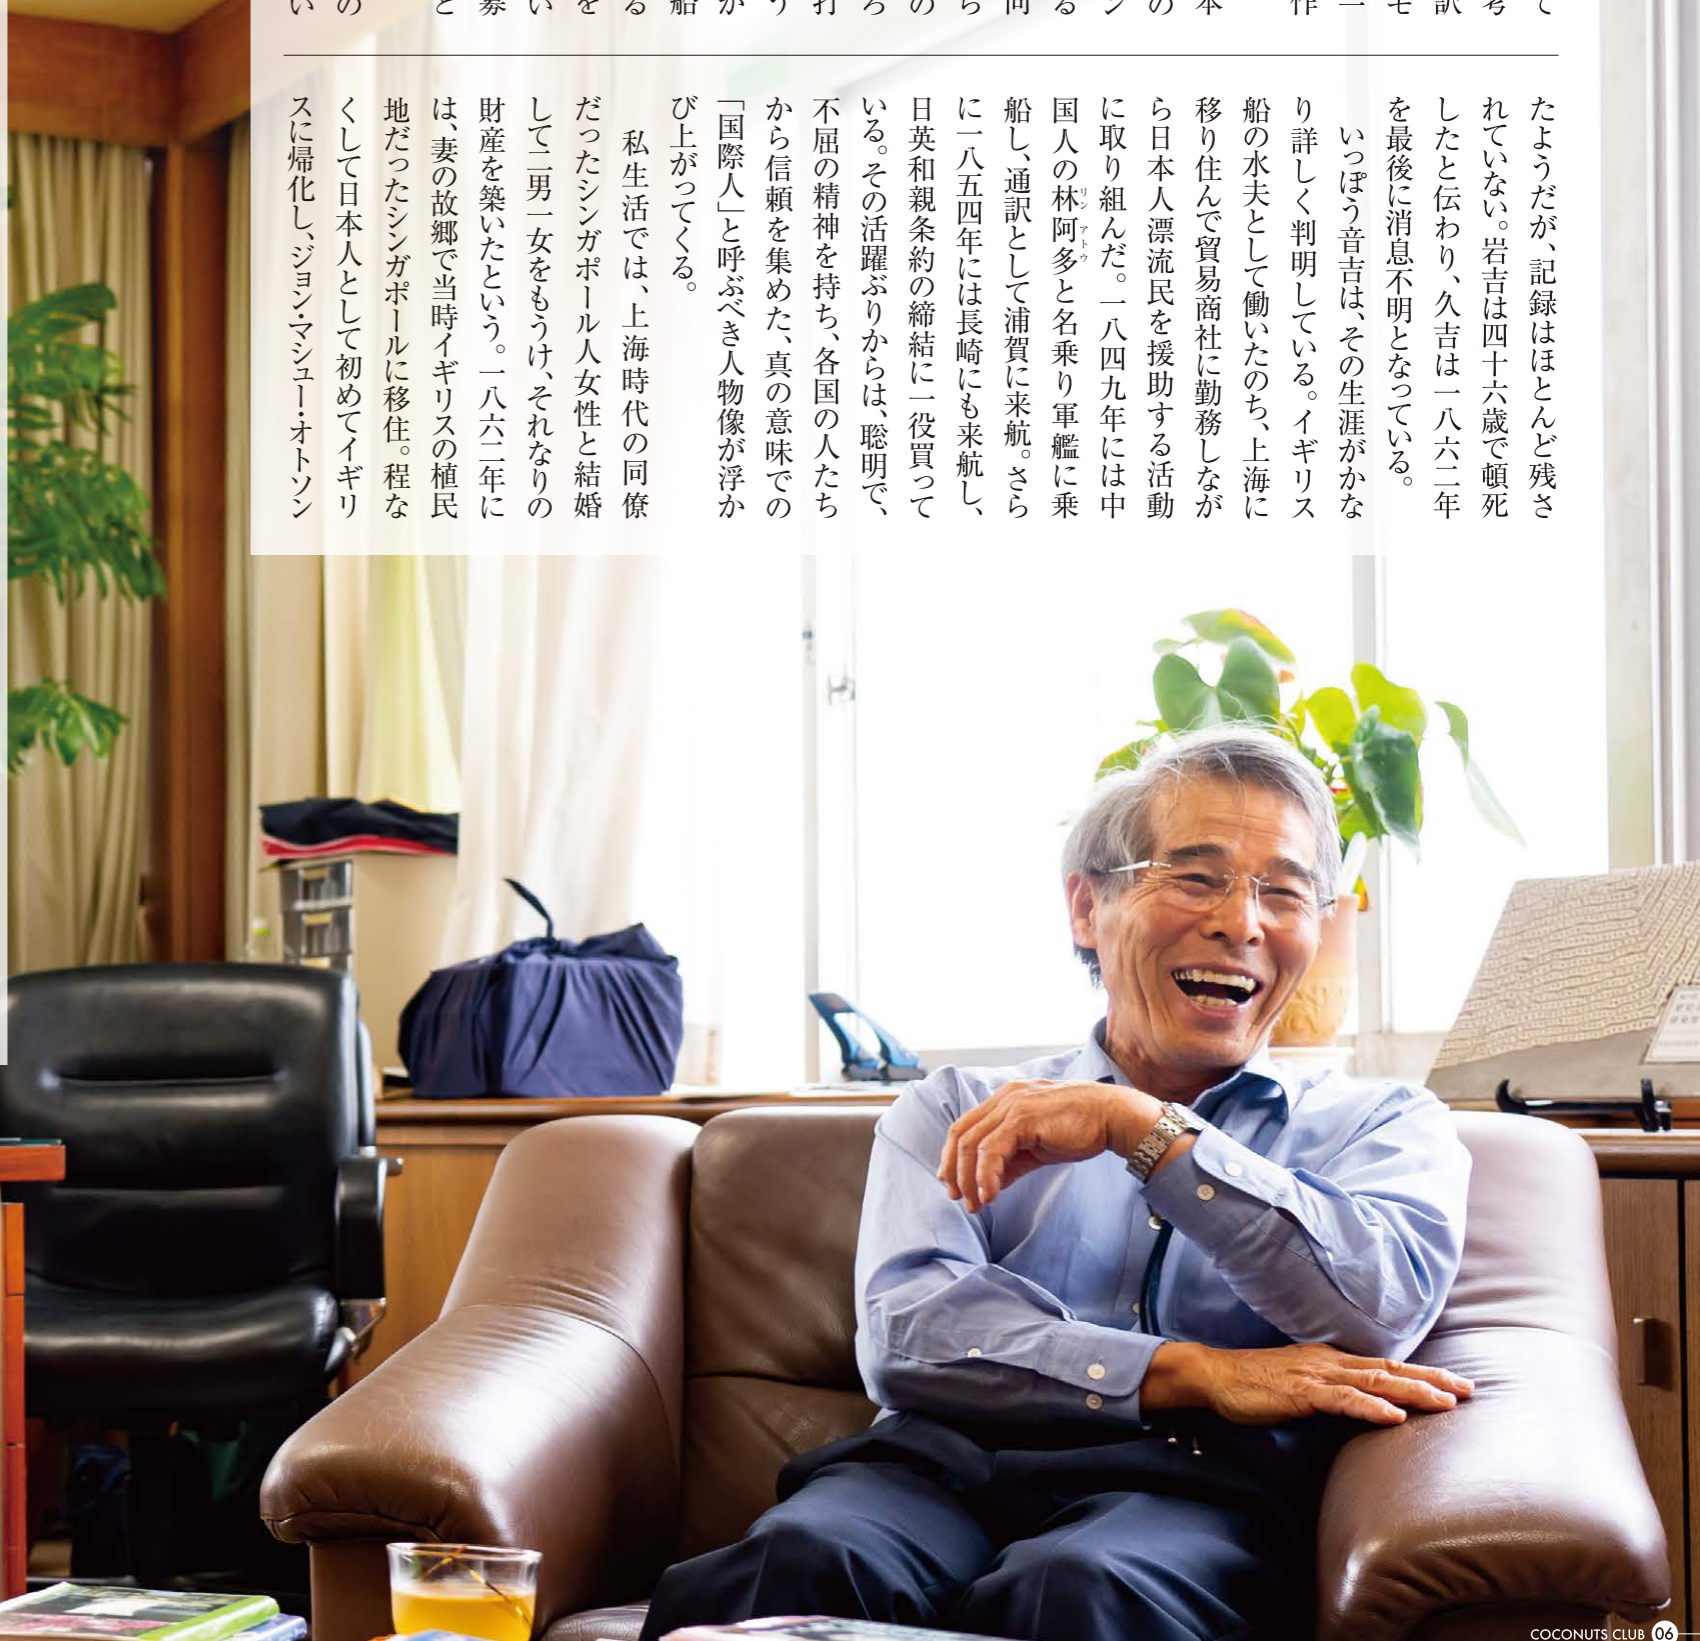 たようだが、記録はほとんど残さ
れていない。岩吉は四十六歳で頓死
したと伝わり、久吉は一八六二年
を最後に消息不明となっている。
いっぽう音吉は、その生涯がかな
り詳しく判明している。イギリス
船の水夫として働いたのち、上海に
移り住んで貿易商社に勤務しなが
ら日本人漂流民を援助する活動
に取り組んだ。一八四九年には中
国人の林阿多と名乗り軍艦に乗
リン アトウ
船し、通訳として浦賀に来航。さら
に一八五四年には長崎にも来航し、
日英和親条約の締結に一役買って
いる。その活躍ぶりからは、聡明で、
不屈の精神を持ち、各国の人たち
から信頼を集めた、真の意味での
「国際人」と呼ぶべき人物像が浮か
び上がってくる。
私生活では、上海時代の同僚
だったシンガポール人女性と結婚
して二男一女をもうけ、それなりの
財産を築いたという。一八六二年に
は、妻の故郷で当時イギリスの植民
地だったシンガポールに移住。程な
くして日本人として初めてイギリ
スに帰化し、ジョン・マシュー・オトソン
COCONUTS CLUB 06